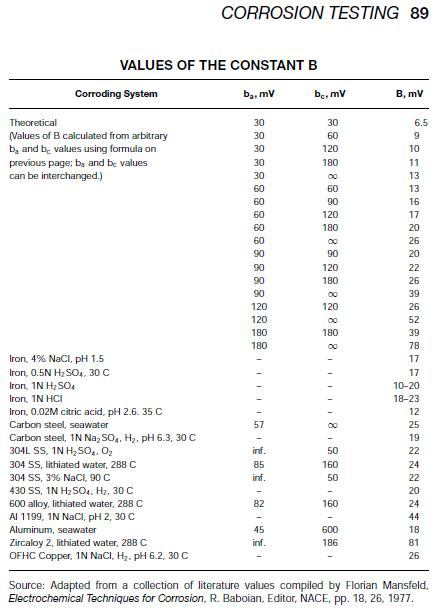 CORROSION TESTING 89
VALUES OF THE CONSTANT B
Corroding System ba, mV bc, mV B, mV
Theoretical 30 30 6.5
(Values of B calculated from arbitrary 30 60 9
ba and bc values using formula on 30 120 10
previous page; ba and bc values 30 180 11
can be interchanged.) 30 ∞ 13
60 60 13
60 90 16
60 120 17
60 180 20
60 ∞ 26
90 90 20
90 120 22
90 180 26
90 ∞ 39
120 120 26
120 ∞ 52
180 180 39
180 ∞ 78
Iron, 4% NaCl, pH 1.5 – – 17
Iron, 0.5N H2SO4, 30 C – – 17
Iron, 1N H2SO4 – – 10–20
Iron, 1N HCl – – 18–23
Iron, 0.02M citric acid, pH 2.6. 35 C – – 12
Carbon steel, seawater 57 ∞ 25
Carbon steel, 1N Na2SO4, H2, pH 6.3, 30 C – – 19
304L SS, 1N H2SO4, O2 inf. 50 22
304 SS, lithiated water, 288 C 85 160 24
304 SS, 3% NaCl, 90 C inf. 50 22
430 SS, 1N H2SO4, H2, 30 C – – 20
600 alloy, lithiated water, 288 C 82 160 24
Al 1199, 1N NaCl, pH 2, 30 C – – 44
Aluminum, seawater 45 600 18
Zircaloy 2, lithiated water, 288 C inf. 186 81
OFHC Copper, 1N NaCl, H2, pH 6.2, 30 C – – 26
Source: Adapted from a collection of literature values compiled by Florian Mansfeld,
Electrochemical Techniques for Corrosion, R. Baboian, Editor, NACE, pp. 18, 26, 1977.